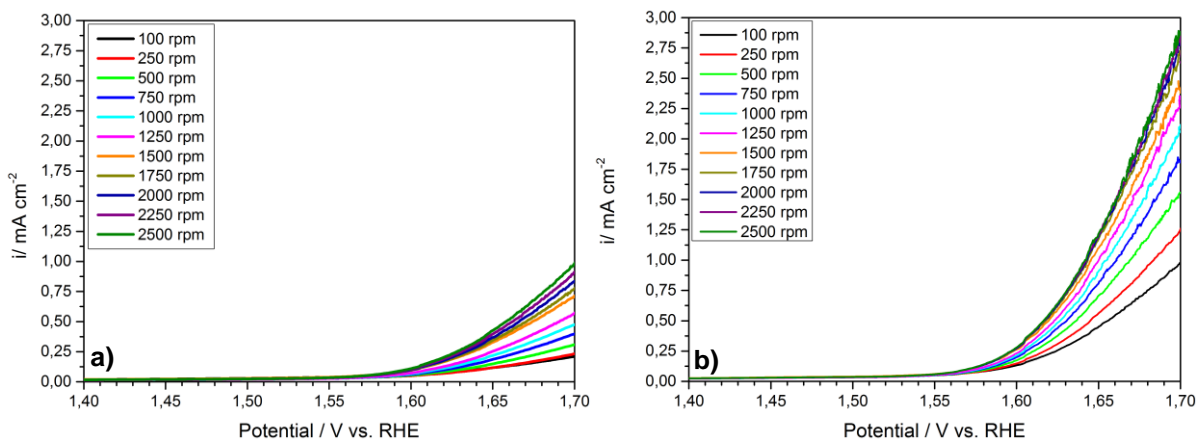 3,00
2,75
2,50
2,25
2,00
1,75
1,50
1,25
1,00
0,75
0,50
0,25
0,00
i/ mA cm⁻²
100 rpm
250 rpm
500 rpm
750 rpm
1000 rpm
1250 rpm
1500 rpm
1750 rpm
2000 rpm
2250 rpm
2500 rpm
a)
1,40 1,45 1,50 1,55 1,60 1,65 1,70
Potential / V vs. RHE
3,00
2,75
2,50
2,25
2,00
1,75
1,50
1,25
1,00
0,75
0,50
0,25
0,00
i/ mA cm⁻²
100 rpm
250 rpm
500 rpm
750 rpm
1000 rpm
1250 rpm
1500 rpm
1750 rpm
2000 rpm
2250 rpm
2500 rpm
b)
1,40 1,45 1,50 1,55 1,60 1,65 1,70
Potential / V vs. RHE